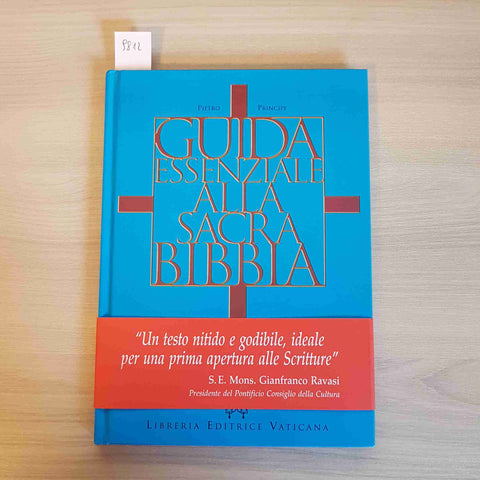 9812
PIETRO PRINCIPE
GUIDA
ESSENZIALE
ALLA
SACRA
BIBBIA
“Un testo nitido e godibile, ideale
per una prima apertura alle Scritture”
S. E. Mons. Gianfranco Ravasi
Presidente del Pontificio Consiglio della Cultura
LIBRERIA EDITRICE VATICANA